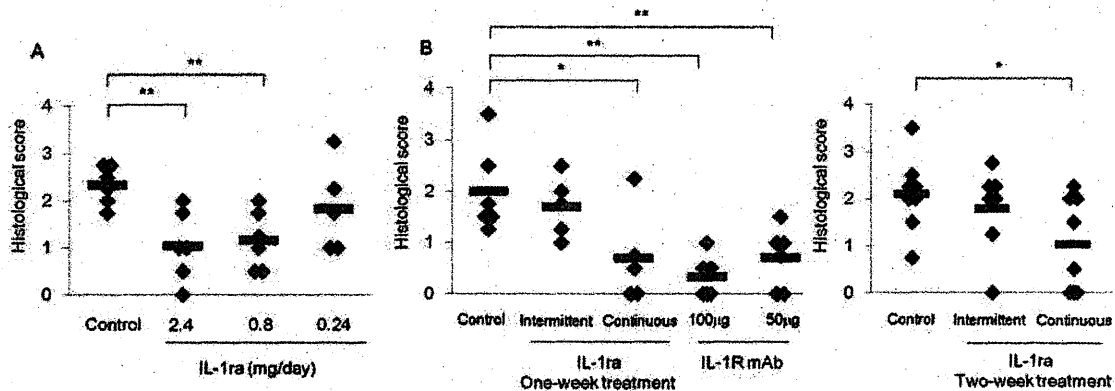 A
**
**
Histological score
4
3
2
1
0
Control
2.4
0.8
0.24
IL-1ra (mg/day)
B
**
**
*
Histological score
4
3
2
1
0
Control
Intermittent
Continuous
100µg
50µg
IL-1ra
One-week treatment
IL-1R mAb
*
Histological score
4
3
2
1
0
Control
Intermittent
Continuous
IL-1ra
Two-week treatment